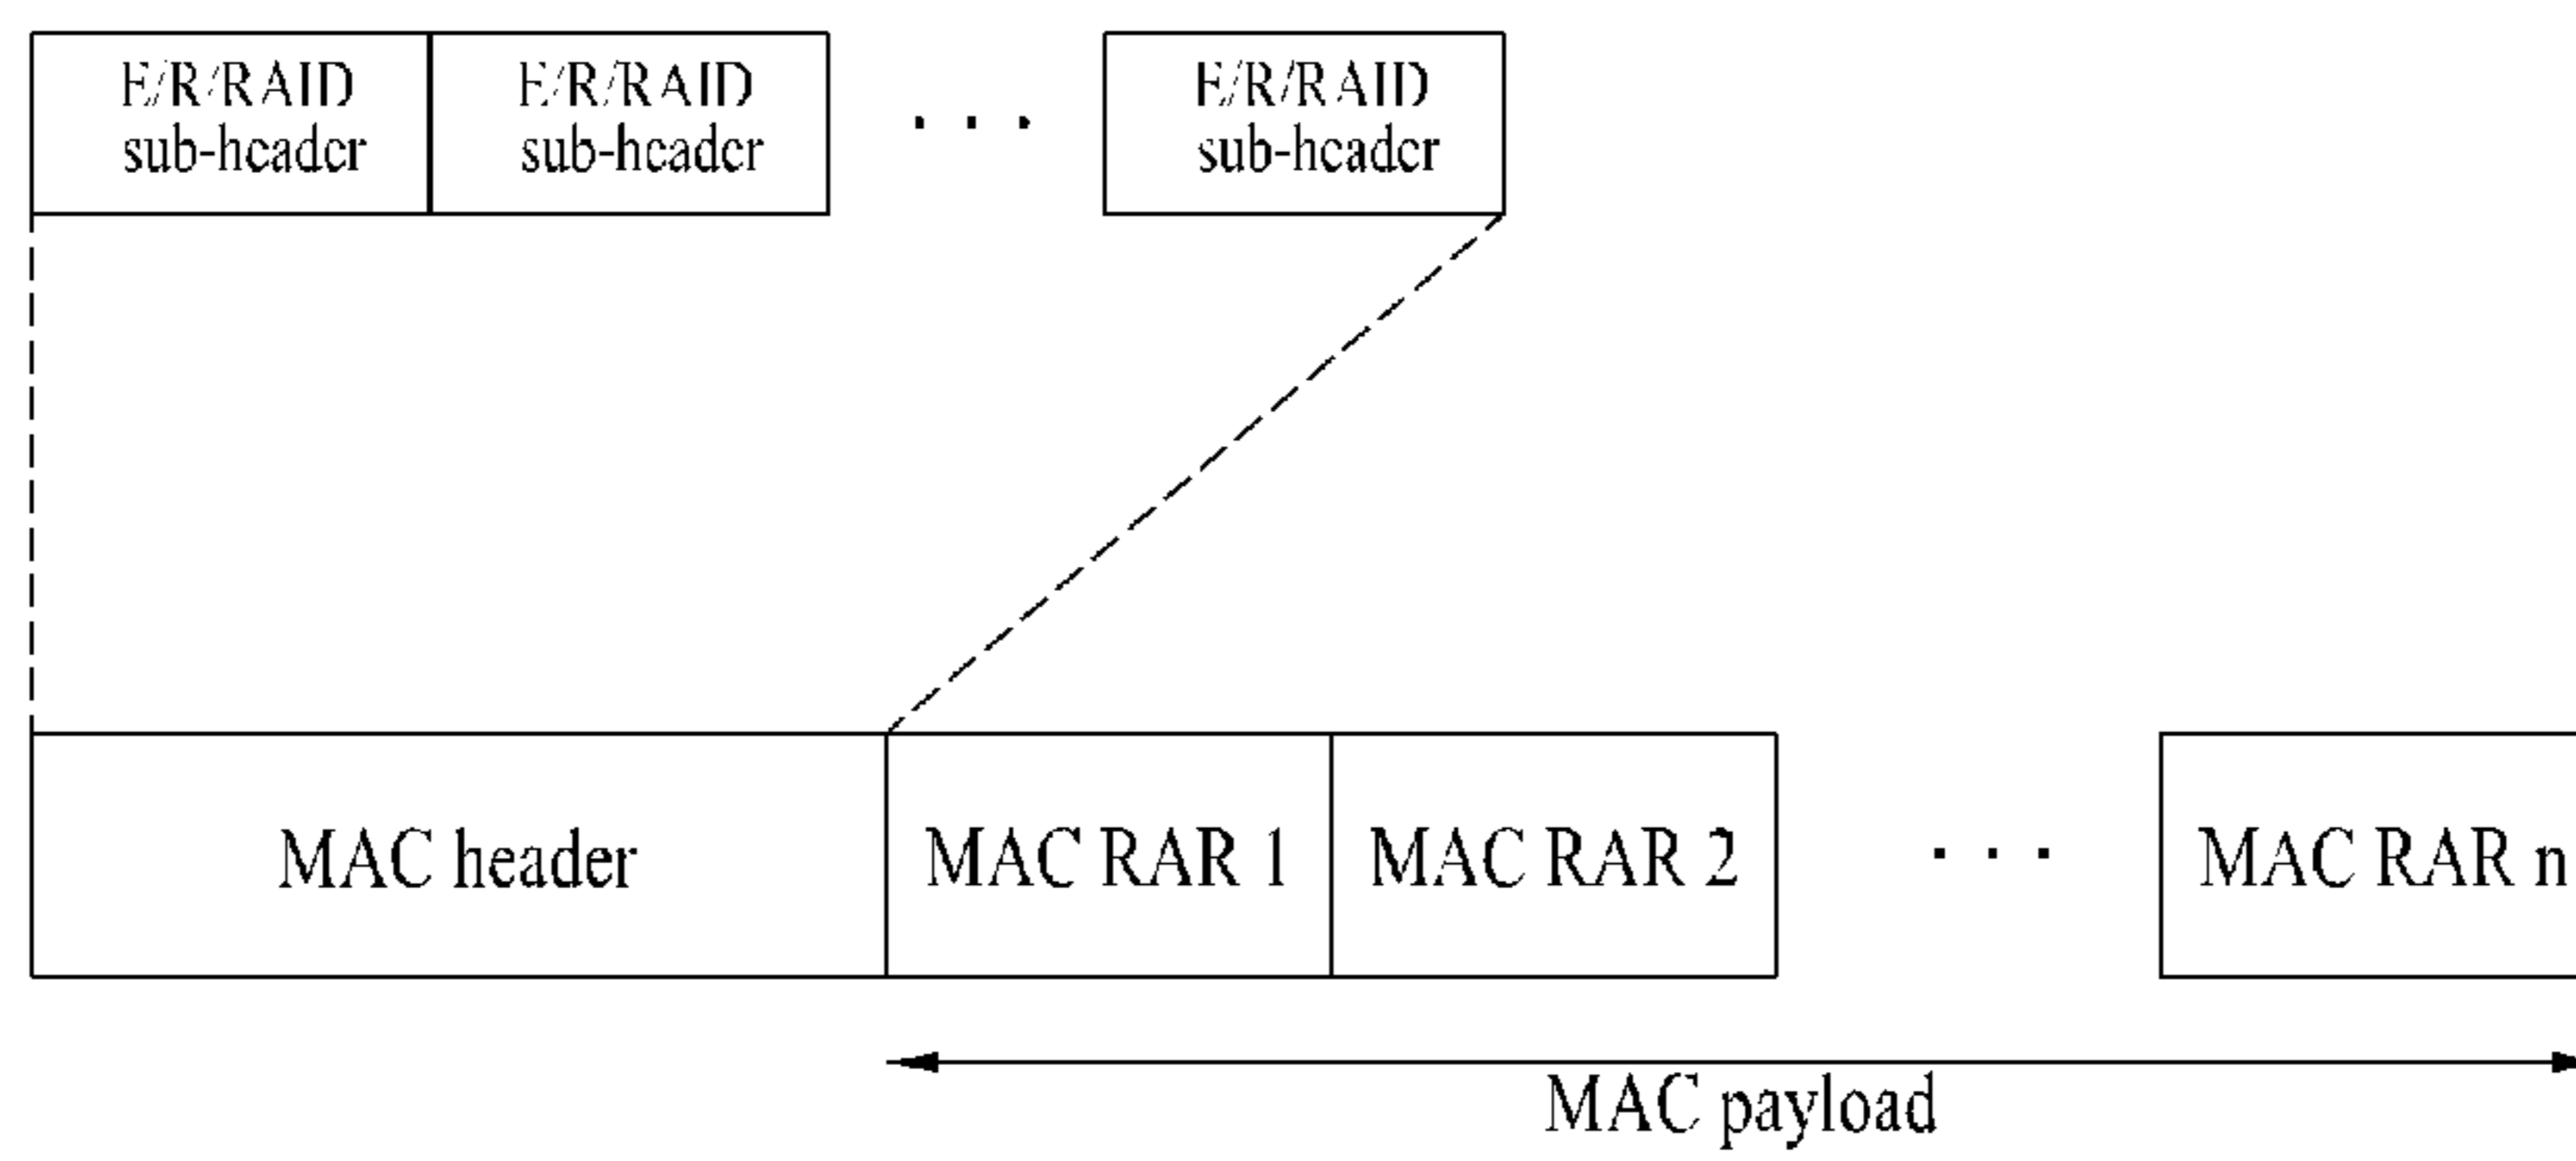 E/R/RAID
sub-header
E/R/RAID
sub-header
. . .
E/R/RAID
sub-header
MAC header
MAC RAR 1
MAC RAR 2
. . .
MAC RAR n
MAC payload